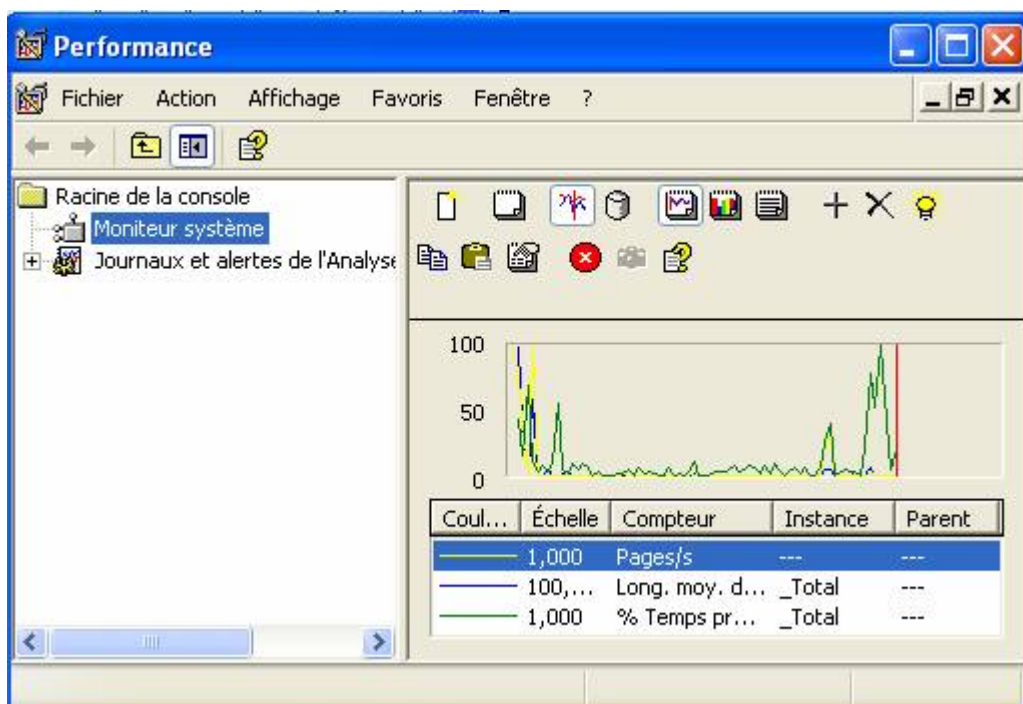 Performance
Fichier Action Affichage Favoris Fenêtre ?
Racine de la console
Moniteur système
Journaux et alertes de l'Analyse
100
50
0
Coul... Échelle Compteur Instance Parent
1,000 Pages/s --- ---
100,... Long. moy. d... _Total ---
1,000 % Temps pr... _Total ---